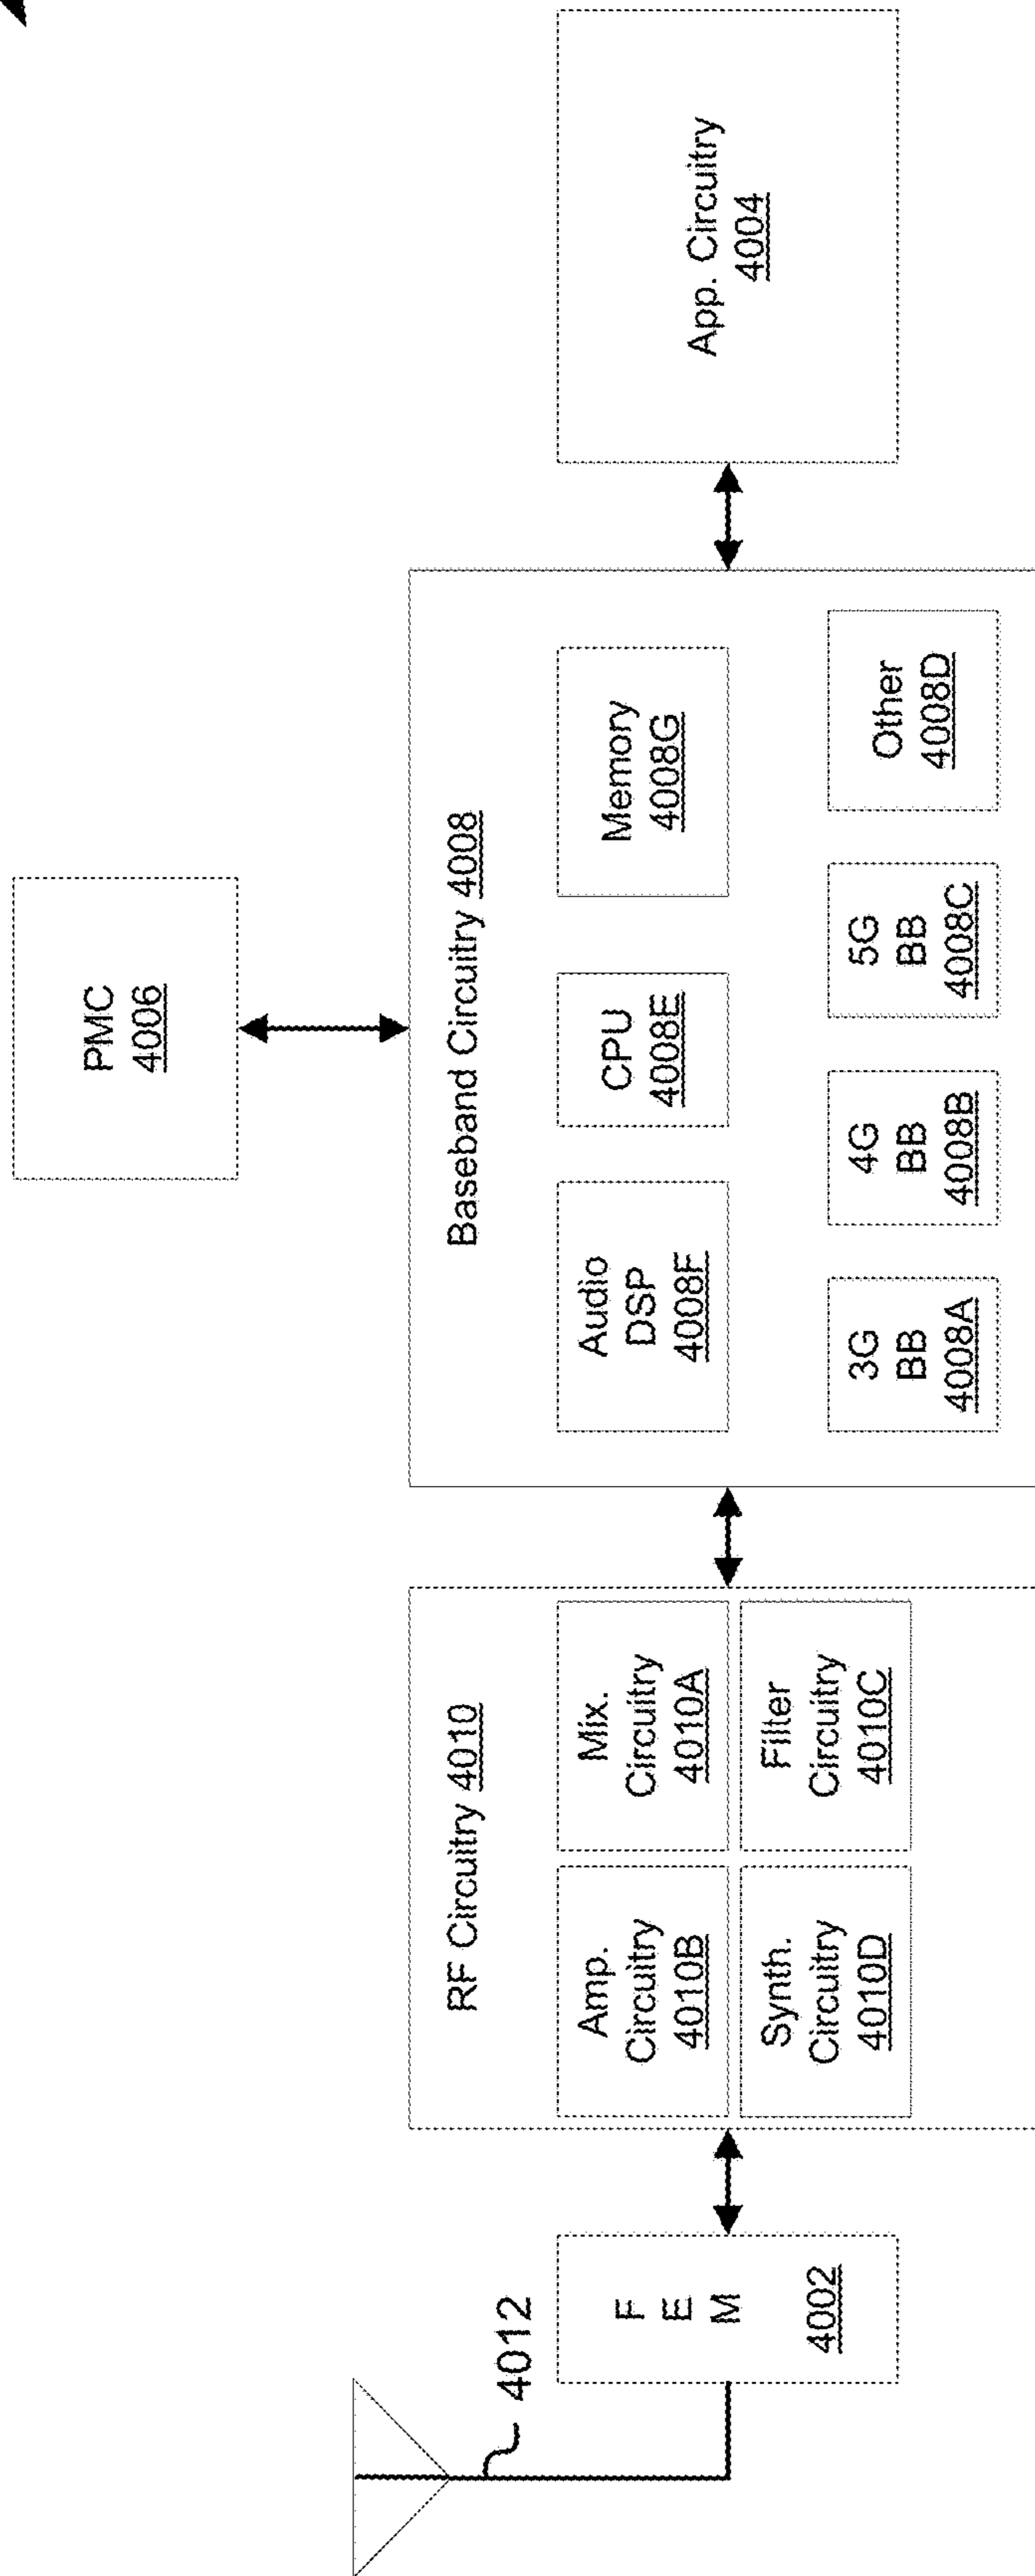 PMC
4006
4012
F
E
M
4002
RF Circuitry 4010
Amp.
Circuitry
4010B
Mix.
Circuitry
4010A
Synth.
Circuitry
4010D
Filter
Circuitry
4010C
Baseband Circuitry 4008
Audio
DSP
4008F
CPU
4008E
Memory
4008G
3G
BB
4008A
4G
BB
4008B
5G
BB
4008C
Other
4008D
App. Circuitry
4004